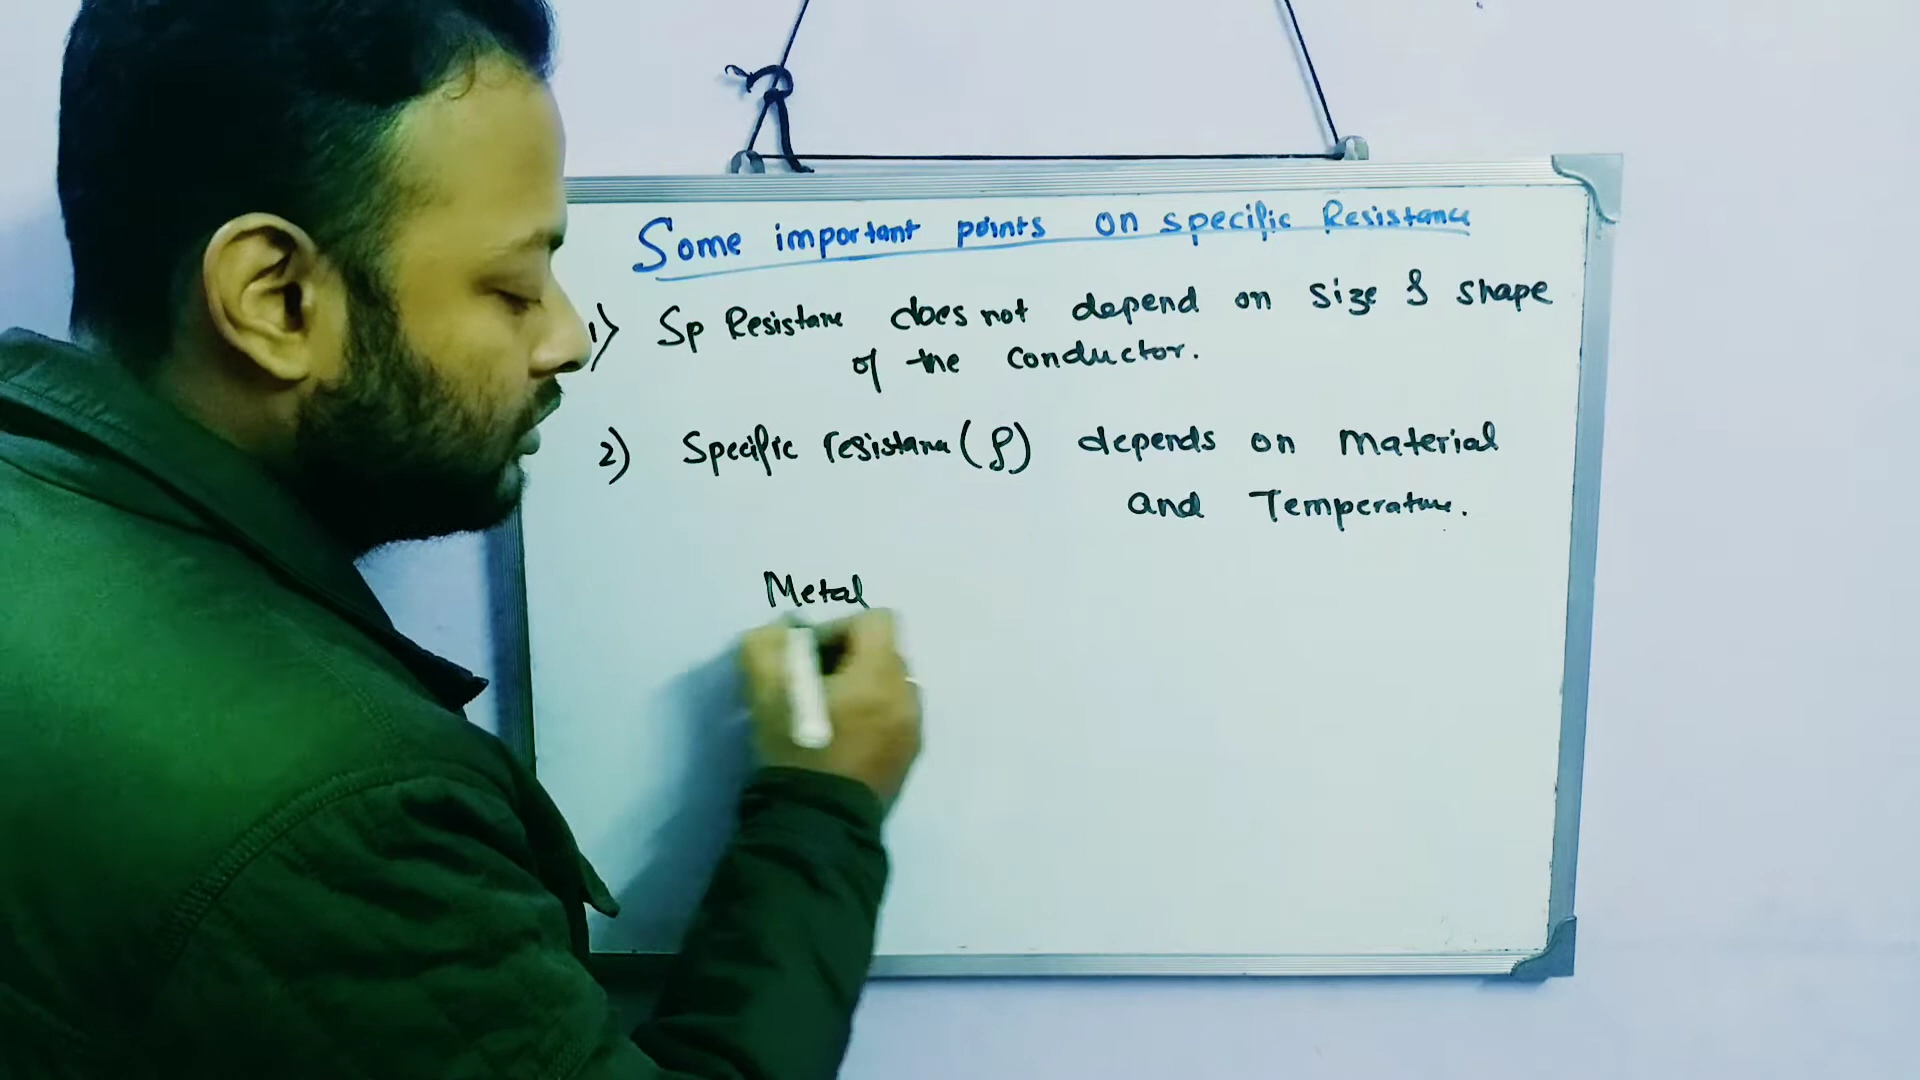 Some important points on specific Resistance
1) Sp Resistance does not depend on size & shape
of the conductor.
2) Specific resistance (ρ) depends on Material
and Temperature.
Metal